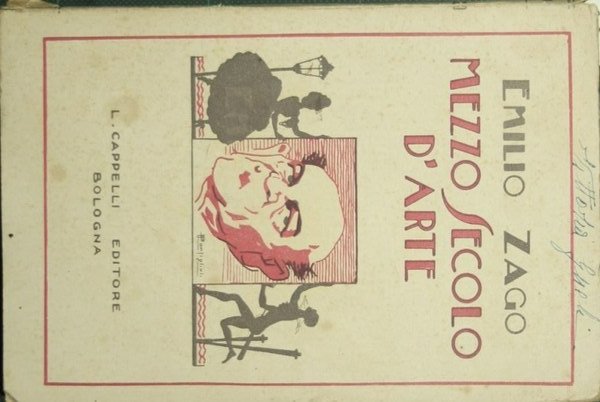 EMILIO ZAGO
MEZZO SECOLO
D'ARTE
L. CAPPELLI EDITORE
BOLOGNA